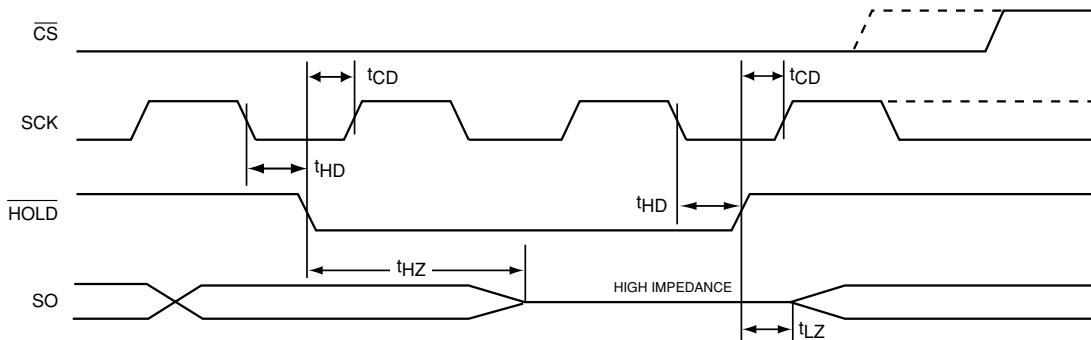 CS
tCD
tCD
SCK
tHD
HOLD
tHD
tHZ
SO
HIGH IMPEDANCE
tLZ